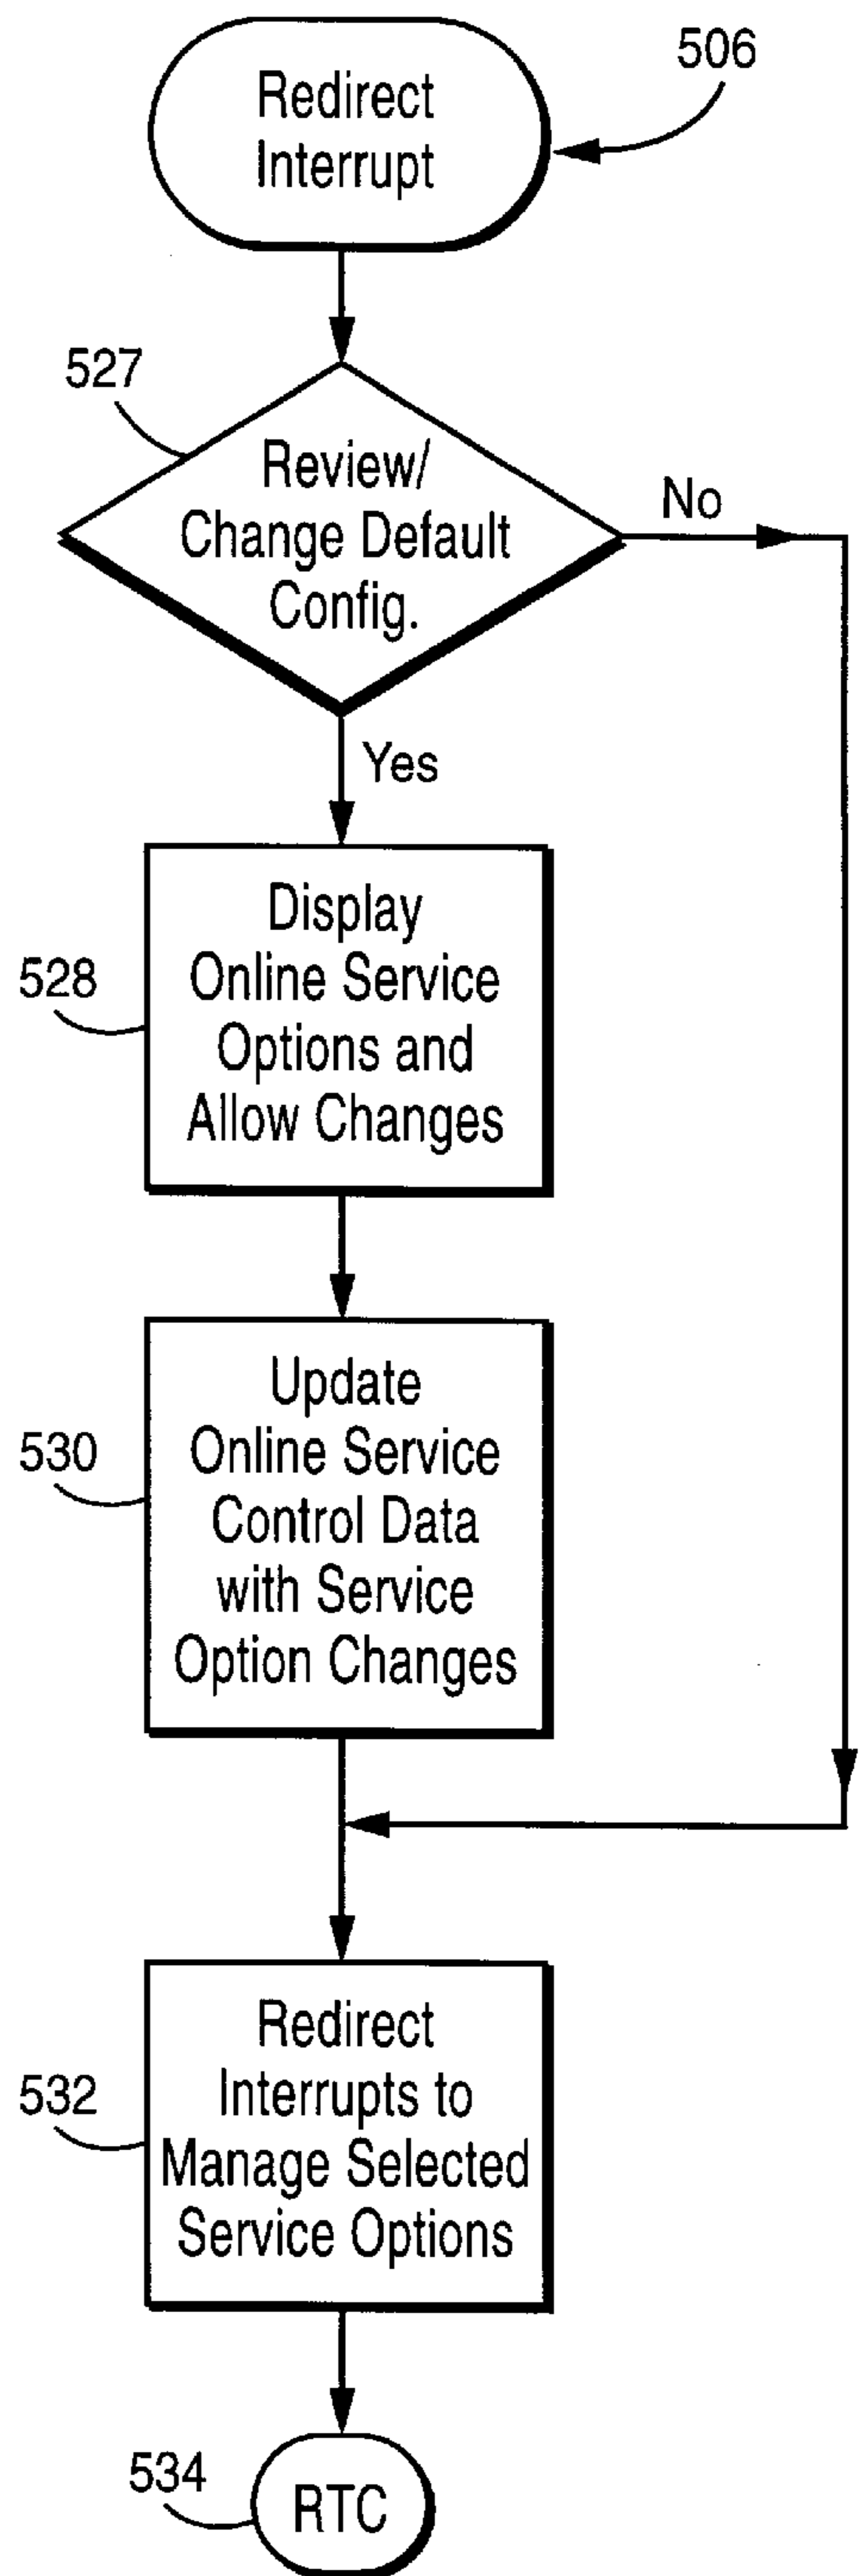 Redirect
Interrupt
506
527
Review/
Change Default
Config.
No
Yes
528
Display
Online Service
Options and
Allow Changes
530
Update
Online Service
Control Data
with Service
Option Changes
532
Redirect
Interrupts to
Manage Selected
Service Options
534
RTC